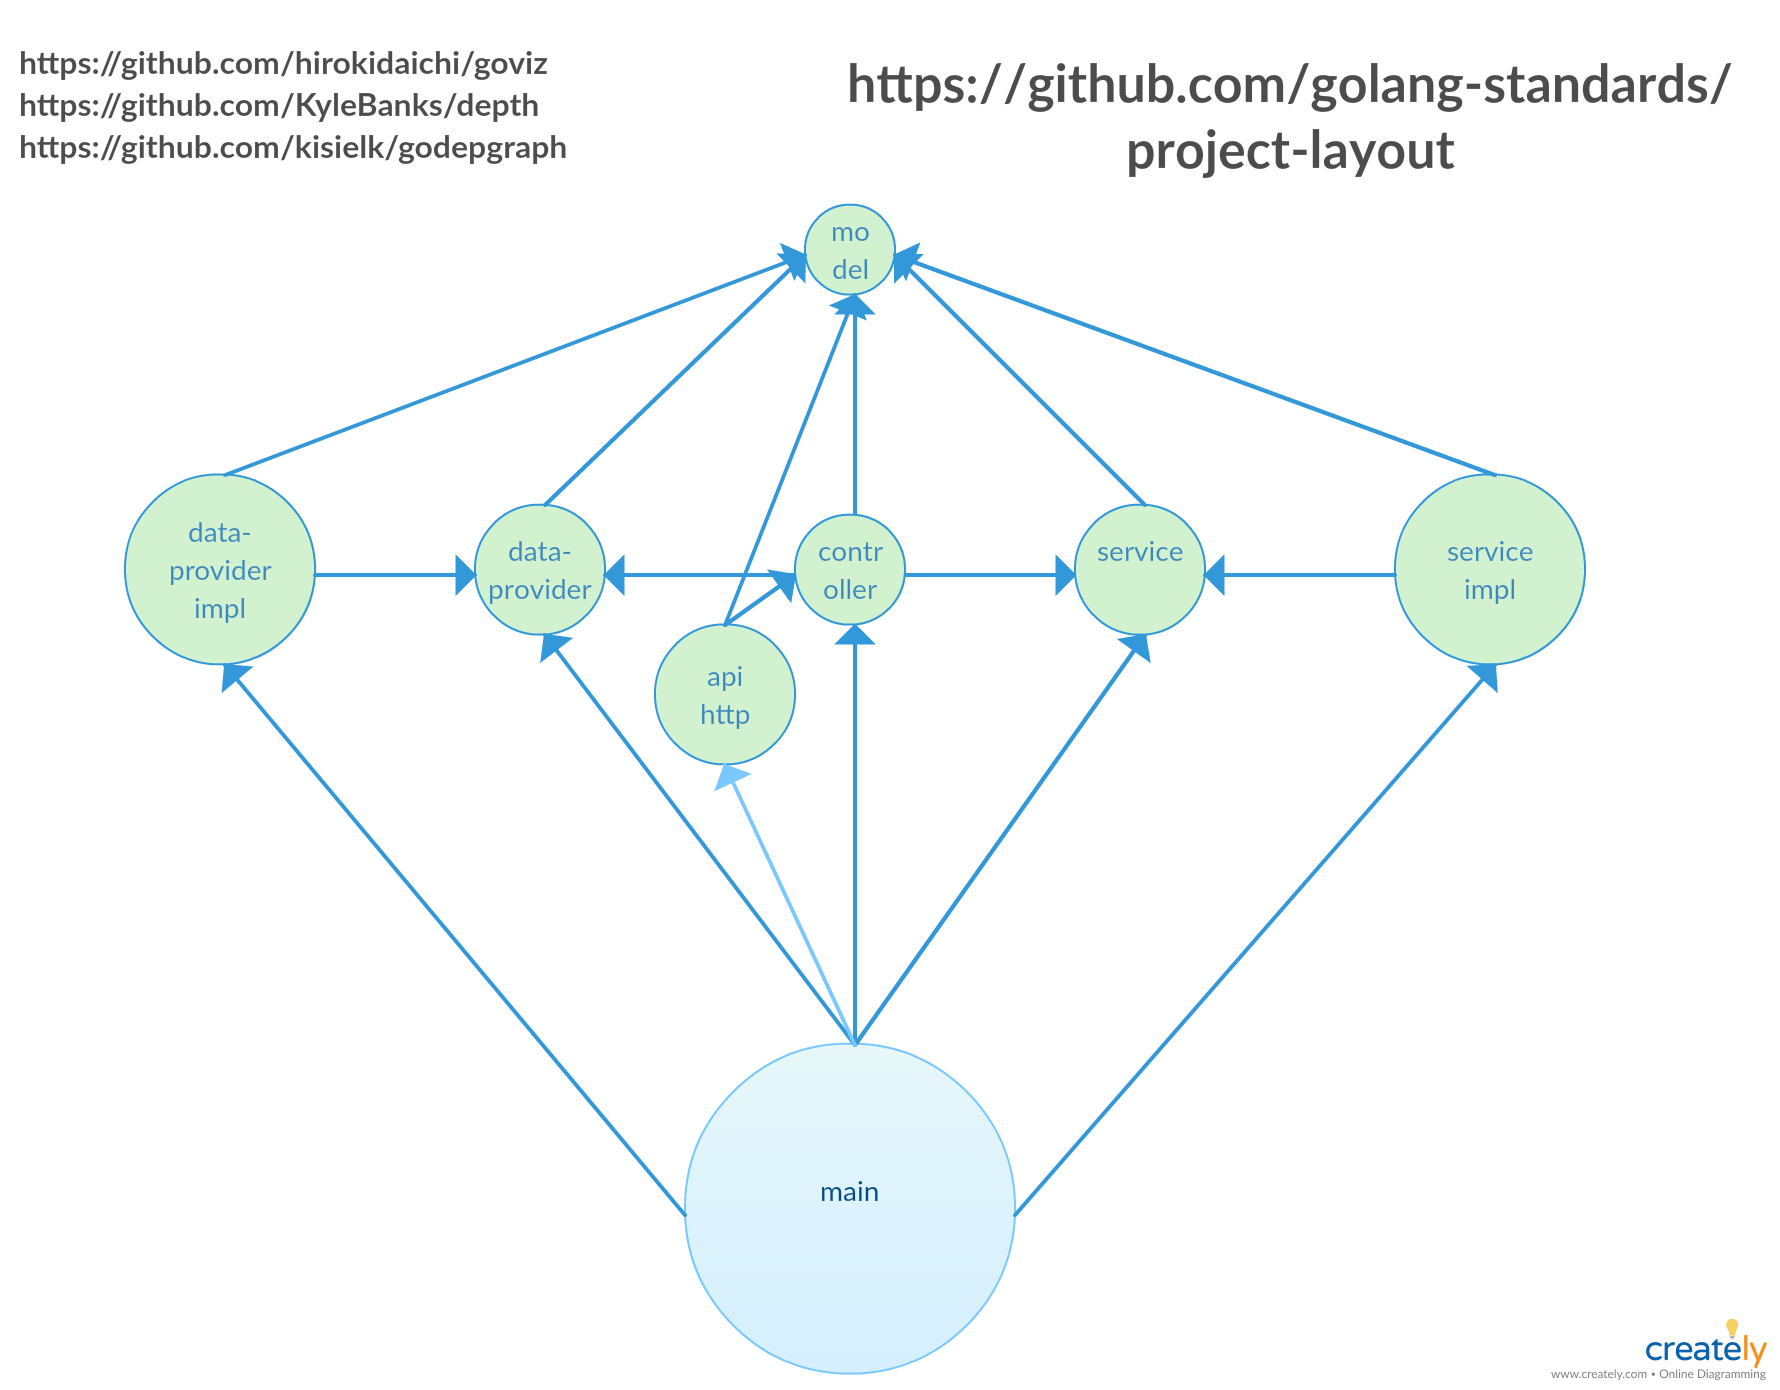 https://github.com/hirokidaichi/goviz
https://github.com/KyleBanks/depth
https://github.com/kisielk/godepgraph
https://github.com/golang-standards/
project-layout
mo
del
data-
provider
impl
data-
provider
contr
oller
service
service
impl
api
http
main
creately
www.creately.com • Online Diagramming